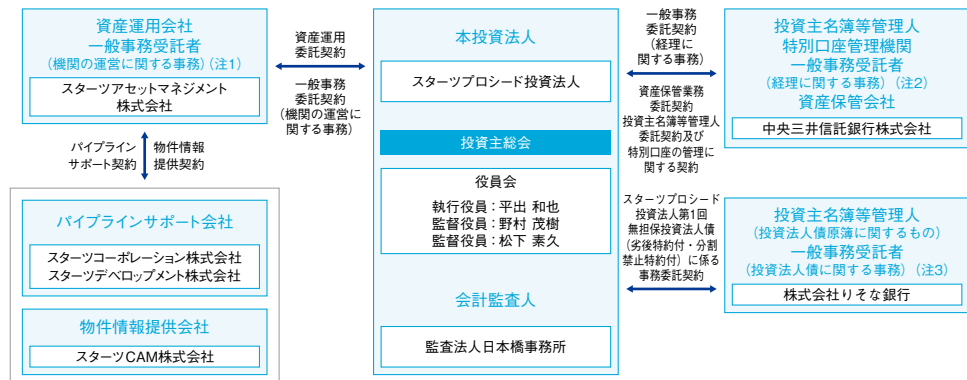 資産運用会社
一般事務受託者
(機関の運営に関する事務)(注1)
スターツアセットマネジメント
株式会社
資産運用
委託契約
一般事務
委託契約
(機関の運営に
関する事務)
パイプライン
サポート契約
物件情報
提供契約
パイプラインサポート会社
スターツコーポレーション株式会社
スターツデベロップメント株式会社
物件情報提供会社
スターツCAM株式会社
本投資法人
スターツプロシード投資法人
投資主総会
役員会
執行役員：平出 和也
監督役員：野村 茂樹
監督役員：松下 素久
会計監査人
監査法人日本橋事務所
一般事務
委託契約
(経理に
関する事務)
資産保管業務
委託契約
投資主名簿等管理人
委託契約及び
特別口座の管理に
関する契約
スターツプロシード
投資法人第1回
無担保投資法人債
(劣後特約付・分割
禁止特約付)に係る
事務委託契約
投資主名簿等管理人
特別口座管理機関
一般事務受託者
(経理に関する事務)(注2)
資産保管会社
中央三井信託銀行株式会社
投資主名簿等管理人
(投資法人債原簿に関するもの)
一般事務受託者
(投資法人債に関する事務)(注3)
株式会社りそな銀行